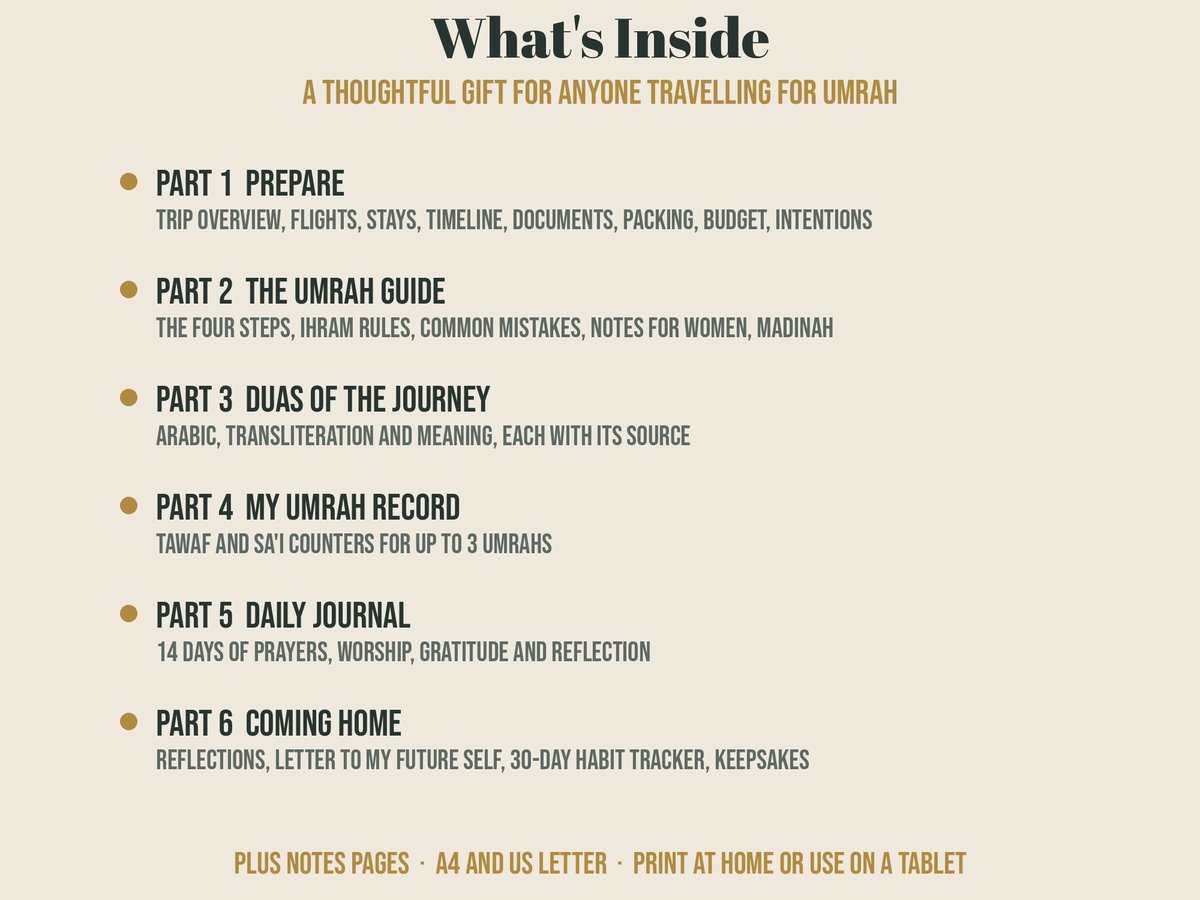 What's Inside
A THOUGHTFUL GIFT FOR ANYONE TRAVELLING FOR UMRAH
PART 1 PREPARE
TRIP OVERVIEW, FLIGHTS, STAYS, TIMELINE, DOCUMENTS, PACKING, BUDGET, INTENTIONS
PART 2 THE UMRAH GUIDE
THE FOUR STEPS, IHRAM RULES, COMMON MISTAKES, NOTES FOR WOMEN, MADINAH
PART 3 DUAS OF THE JOURNEY
ARABIC, TRANSLITERATION AND MEANING, EACH WITH ITS SOURCE
PART 4 MY UMRAH RECORD
TAWAF AND SA'I COUNTERS FOR UP TO 3 UMRAHS
PART 5 DAILY JOURNAL
14 DAYS OF PRAYERS, WORSHIP, GRATITUDE AND REFLECTION
PART 6 COMING HOME
REFLECTIONS, LETTER TO MY FUTURE SELF, 30-DAY HABIT TRACKER, KEEPSAKES
PLUS NOTES PAGES · A4 AND US LETTER · PRINT AT HOME OR USE ON A TABLET